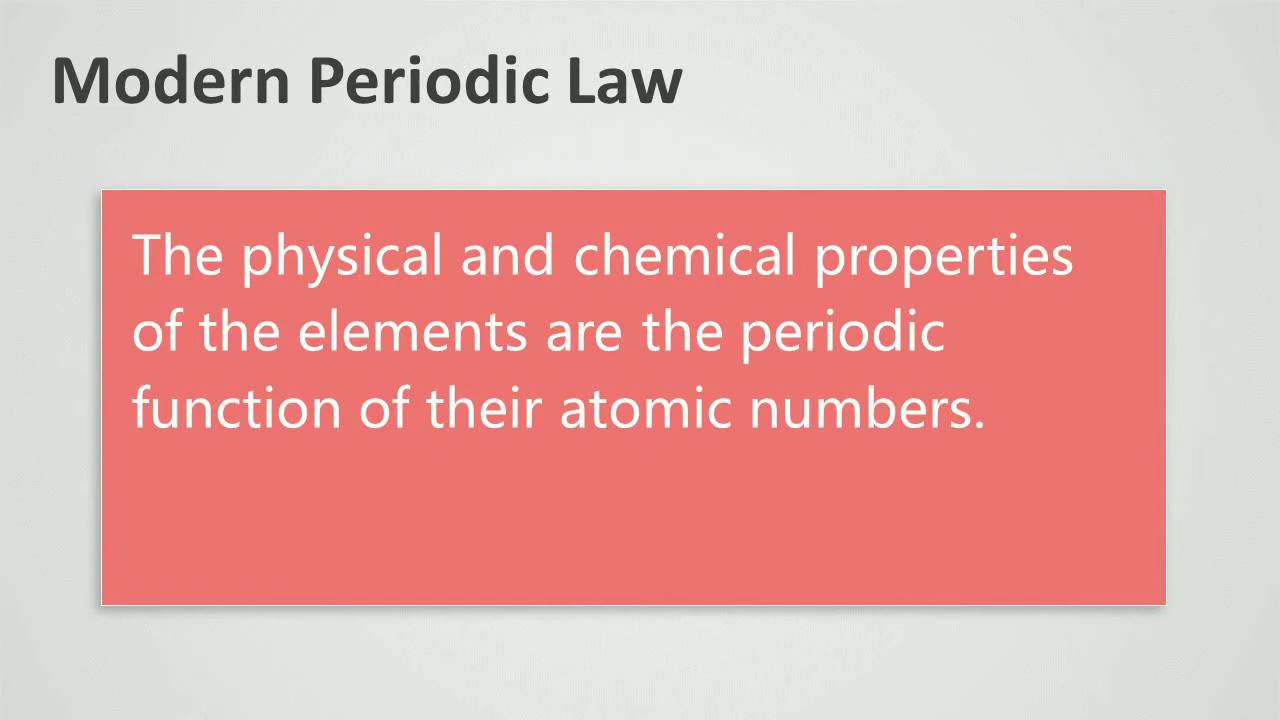 Modern Periodic Law
The physical and chemical properties
of the elements are the periodic
function of their atomic numbers.